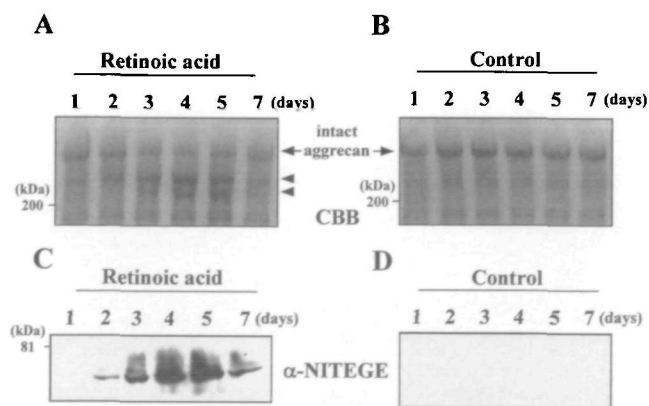 A
Retinoic acid
1 2 3 4 5 7 (days)
(kDa)
200
intact
aggrecan
CBB
B
Control
1 2 3 4 5 7 (days)
(kDa)
200
C
Retinoic acid
1 2 3 4 5 7 (days)
(kDa)
81
α-NITEGE
D
Control
1 2 3 4 5 7 (days)